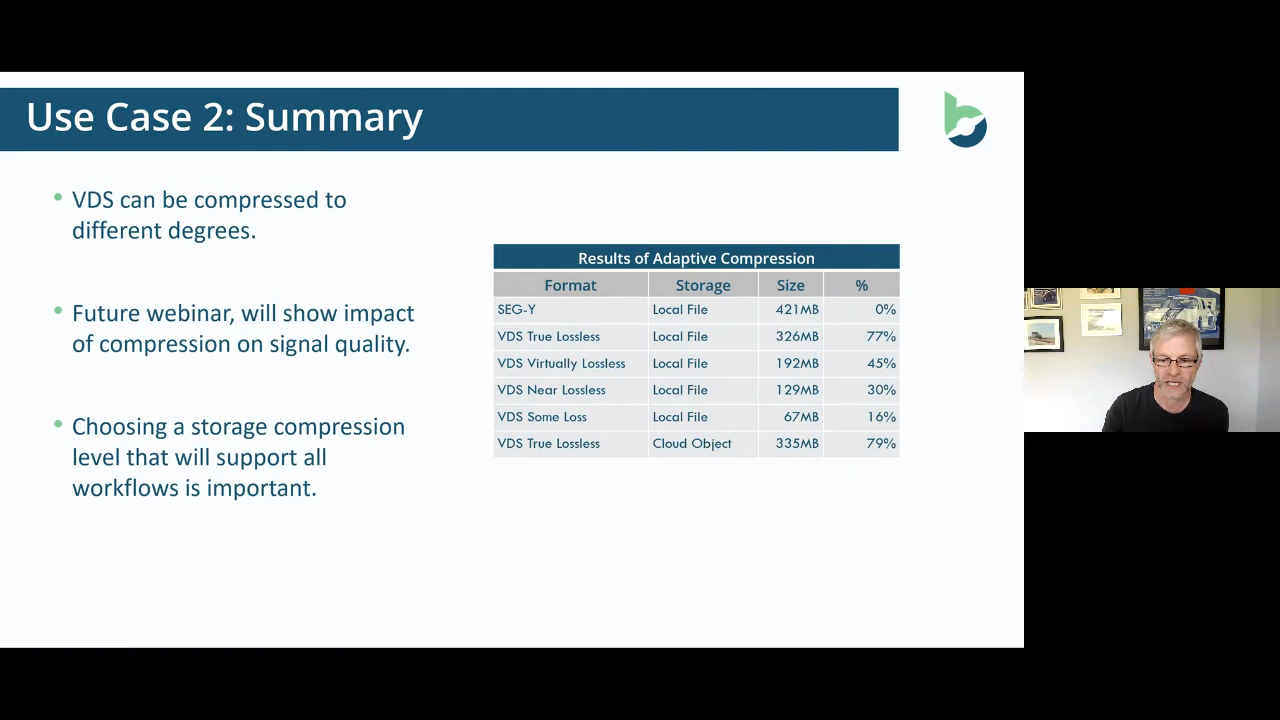 Use Case 2: Summary
• VDS can be compressed to
different degrees.
• Future webinar, will show impact
of compression on signal quality.
• Choosing a storage compression
level that will support all
workflows is important.
Results of Adaptive Compression
Format Storage Size %
SEG-Y Local File 421MB 0%
VDS True Lossless Local File 326MB 77%
VDS Virtually Lossless Local File 192MB 45%
VDS Near Lossless Local File 129MB 30%
VDS Some Loss Local File 67MB 16%
VDS True Lossless Cloud Object 335MB 79%